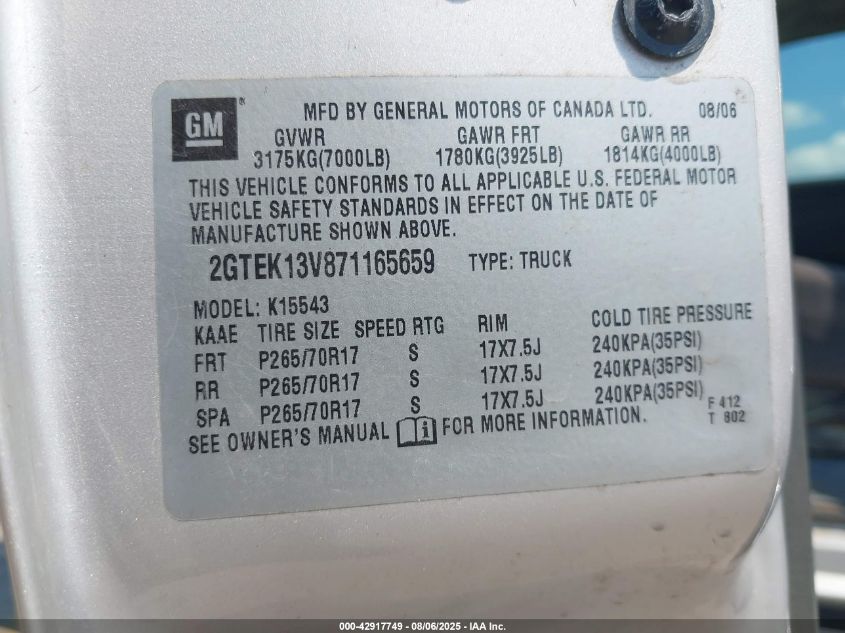 GM ® MFD BY GENERAL MOTORS OF CANADA LTD. 08/06
GVWR GAWR FRT GAWR RR
3175KG(7000LB) 1780KG(3925LB) 1814KG(4000LB)
THIS VEHICLE CONFORMS TO ALL APPLICABLE U.S. FEDERAL MOTOR
VEHICLE SAFETY STANDARDS IN EFFECT ON THE DATE OF
MANUFACTURE SHOWN ABOVE.
2GTEK13V871165659 TYPE: TRUCK
MODEL: K15543
KAAE TIRE SIZE SPEED RTG RIM COLD TIRE PRESSURE
FRT P265/70R17 S 17X7.5J 240KPA(35PSI)
RR P265/70R17 S 17X7.5J 240KPA(35PSI)
SPA P265/70R17 S 17X7.5J 240KPA(35PSI)
SEE OWNER'S MANUAL i FOR MORE INFORMATION.
F 412
T 802
000-42917749 - 08/06/2025 - IAA Inc.